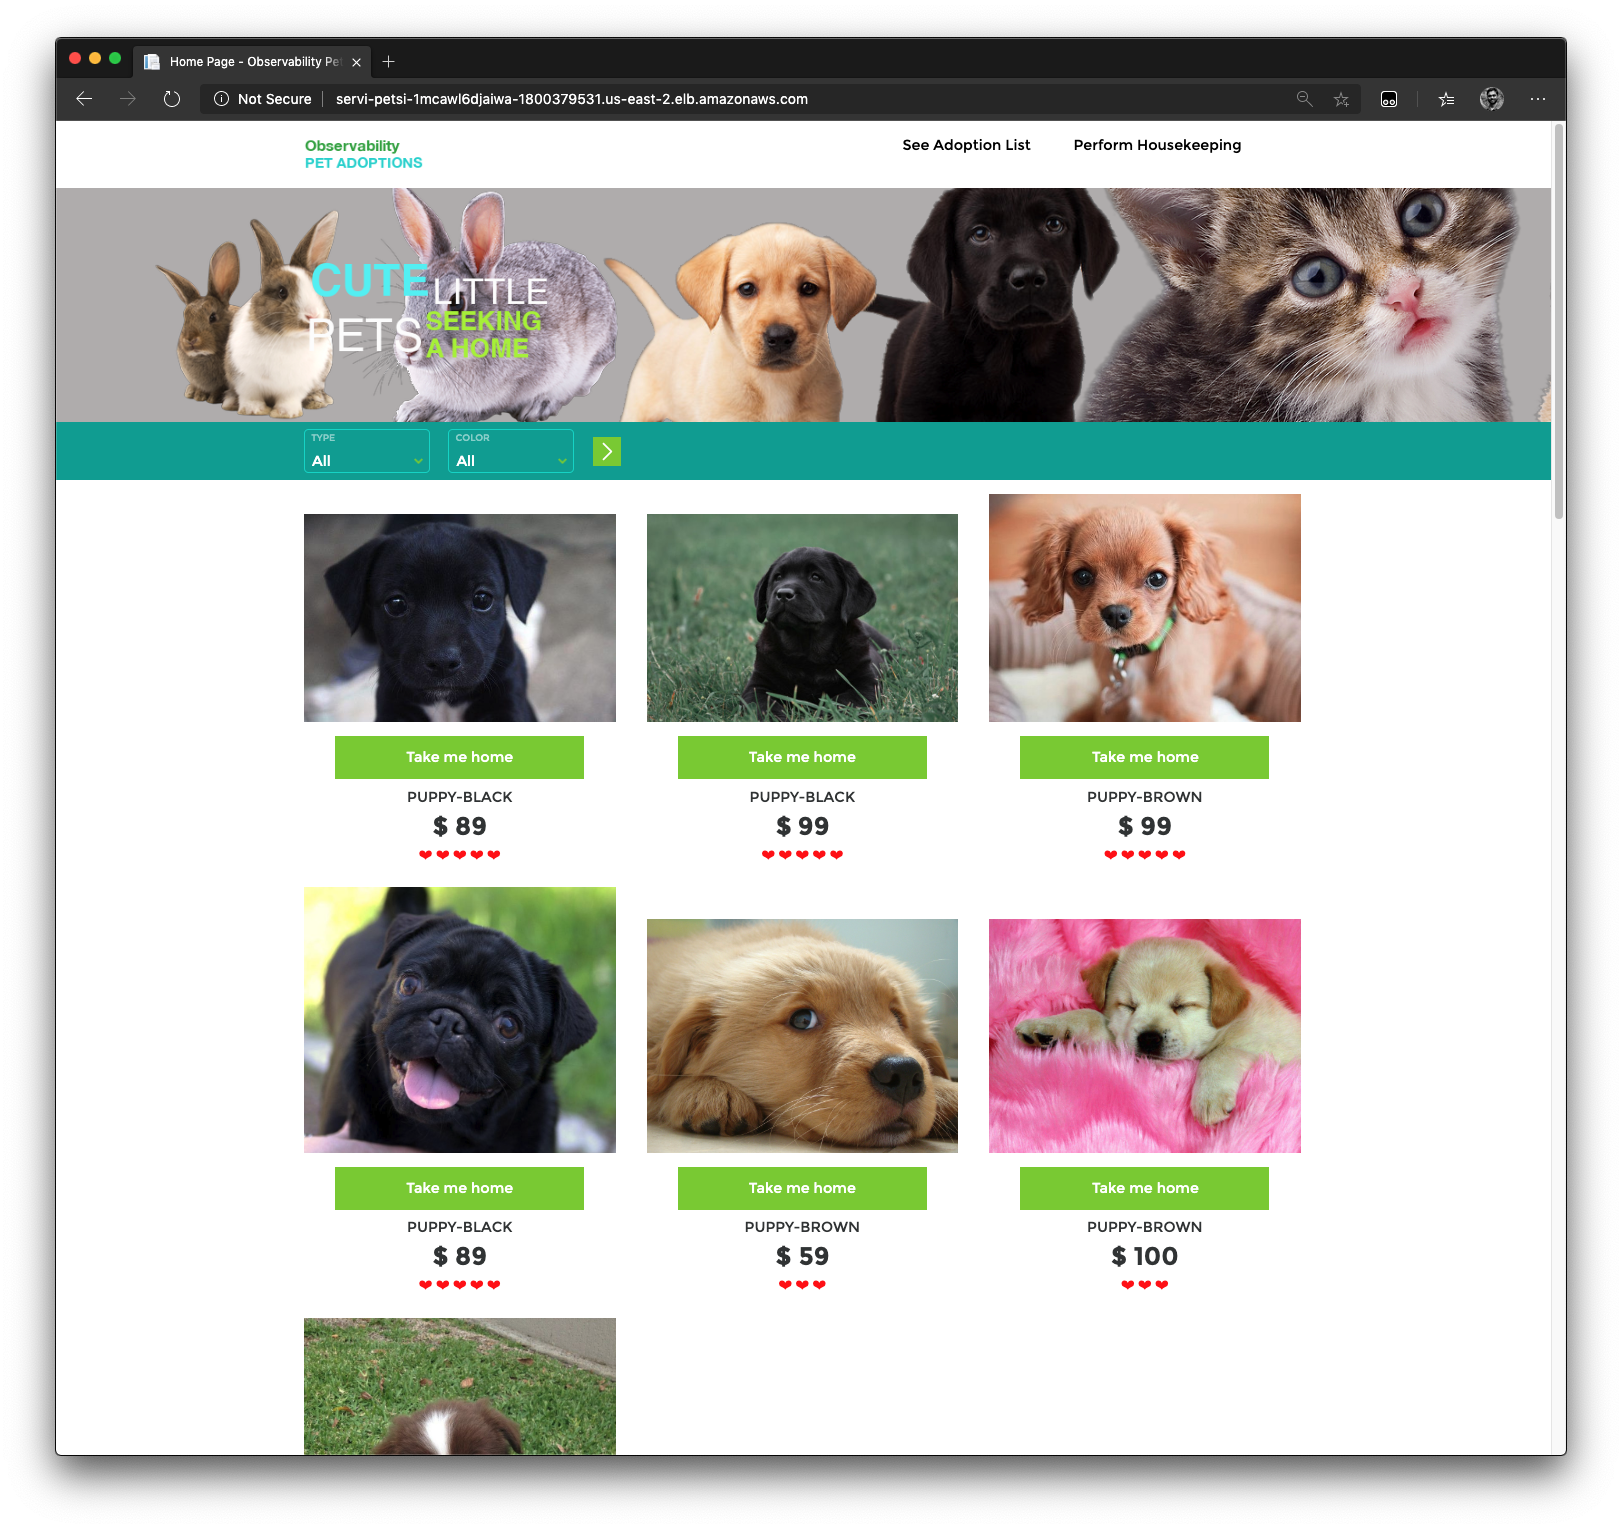 Home Page - Observability Pet
Not Secure
servi-petsi-1mcawl6djaiwa-1800379531.us-east-2.elb.amazonaws.com
Observability
PET ADOPTIONS
See Adoption List
Perform Housekeeping
CUTE LITTLE
PETS SEEKING
A HOME
TYPE
All
COLOR
All
Take me home
PUPPY-BLACK
$ 89
Take me home
PUPPY-BLACK
$ 99
Take me home
PUPPY-BROWN
$ 99
Take me home
PUPPY-BLACK
$ 89
Take me home
PUPPY-BROWN
$ 59
Take me home
PUPPY-BROWN
$ 100